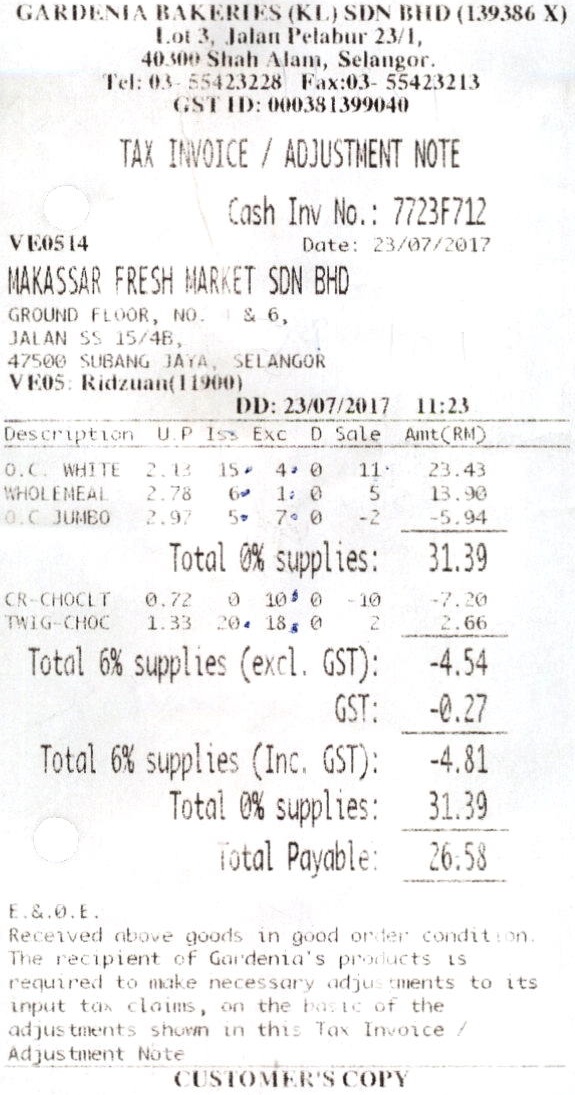 GARDENIA BAKERIES (KL) SDN BHD (139386 X)
Lot 3, Jalan Pelabur 23/1,
40300 Shah Alam, Selangor.
Tel: 03- 55423228 Fax:03- 55423213
GST ID: 000381399040
TAX INVOICE / ADJUSTMENT NOTE
Cash Inv No.: 7723F712
VE0514 Date: 23/07/2017
MAKASSAR FRESH MARKET SDN BHD
GROUND FLOOR, NO. & 6,
JALAN SS 15/4B,
47500 SUBANG JAYA, SELANGOR
VE05: Ridzuan(11900)
DD: 23/07/2017 11:23
Description U.P Iss Exc D Sale Amt(RM)
O.C. WHITE 2.13 15 4 0 11 23.43
WHOLEMEAL 2.78 6 1 0 5 13.90
O.C JUMBO 2.97 5 7 0 -2 -5.94
Total 0% supplies: 31.39
CR-CHOCLT 0.72 0 10 0 -10 -7.20
TWIG-CHOC 1.33 20 18 0 2 2.66
Total 6% supplies (excl. GST): -4.54
GST: -0.27
Total 6% supplies (Inc. GST): -4.81
Total 0% supplies: 31.39
Total Payable: 26.58
E.&.O.E.
Received above goods in good order condition.
The recipient of Gardenia's products is
required to make necessary adjustments to its
input tax claims, on the basic of the
adjustments shown in this Tax Invoice /
Adjustment Note
CUSTOMER'S COPY